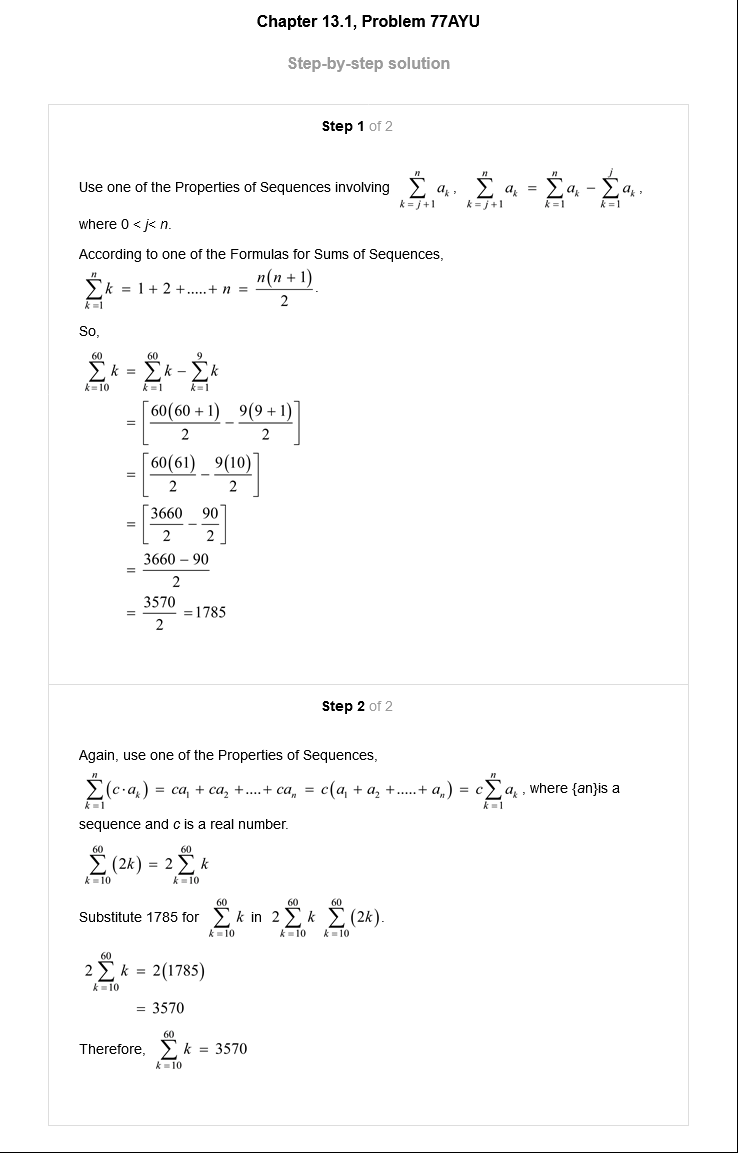 Chapter 13.1, Problem 77AYU
Step-by-step solution
Step 1 of 2
Use one of the Properties of Sequences involving $\sum_{k=j+1}^{n} a_k$, $\sum_{k=j+1}^{n} a_k = \sum_{k=1}^{n} a_k - \sum_{k=1}^{j} a_k$,
where 0 < j< n.
According to one of the Formulas for Sums of Sequences,
$\sum_{k=1}^{n} k = 1 + 2 + ..... + n = \frac{n(n+1)}{2}$.
So,
$\sum_{k=10}^{60} k = \sum_{k=1}^{60} k - \sum_{k=1}^{9} k$
$= \left[ \frac{60(60+1)}{2} - \frac{9(9+1)}{2} \right]$
$= \left[ \frac{60(61)}{2} - \frac{9(10)}{2} \right]$
$= \left[ \frac{3660}{2} - \frac{90}{2} \right]$
$= \frac{3660 - 90}{2}$
$= \frac{3570}{2} = 1785$
Step 2 of 2
Again, use one of the Properties of Sequences,
$\sum_{k=1}^{n} (c \cdot a_k) = ca_1 + ca_2 + .... + ca_n = c(a_1 + a_2 + ..... + a_n) = c \sum_{k=1}^{n} a_k$ , where {an}is a
sequence and c is a real number.
$\sum_{k=10}^{60} (2k) = 2 \sum_{k=10}^{60} k$
Substitute 1785 for $\sum_{k=10}^{60} k$ in $2 \sum_{k=10}^{60} k$ $\sum_{k=10}^{60} (2k)$.
$2 \sum_{k=10}^{60} k = 2(1785)$
$= 3570$
Therefore, $\sum_{k=10}^{60} k = 3570$